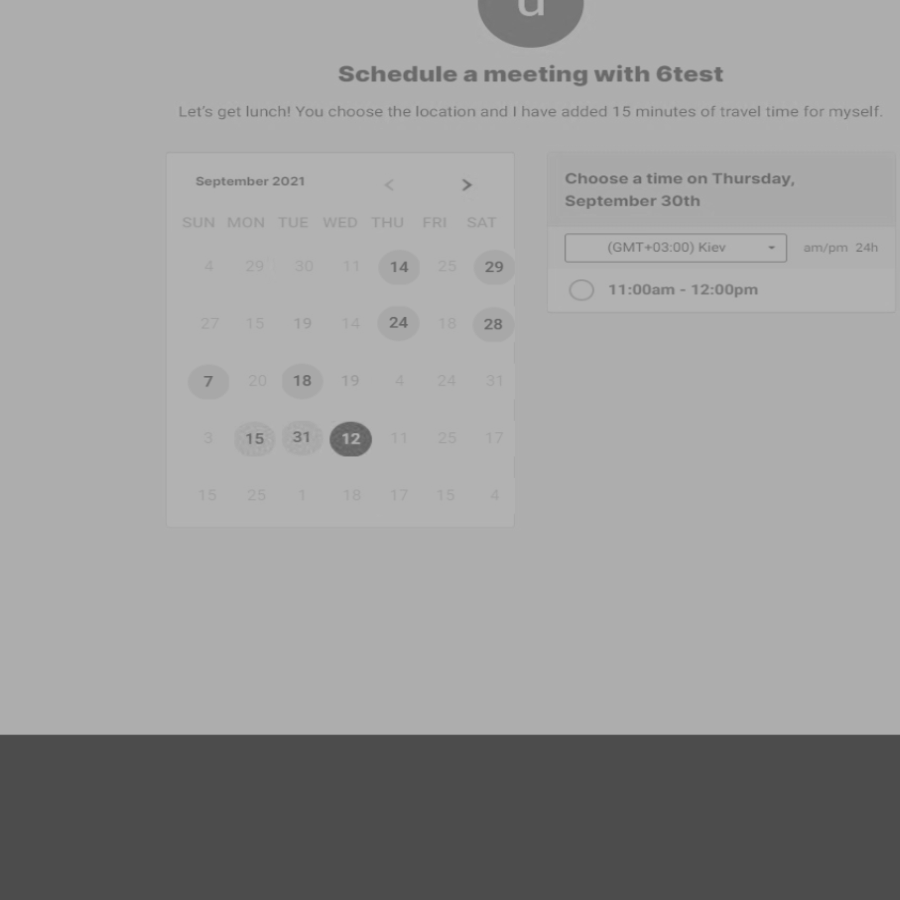 u
Schedule a meeting with 6test
Let's get lunch! You choose the location and I have added 15 minutes of travel time for myself.
September 2021 < >
SUN MON TUE WED THU FRI SAT
4 29 30 11 14 25 29
27 15 19 14 24 18 28
7 20 18 19 4 24 31
3 15 31 12 11 25 17
15 25 1 18 17 15 4
Choose a time on Thursday,
September 30th
(GMT+03:00) Kiev am/pm 24h
11:00am - 12:00pm